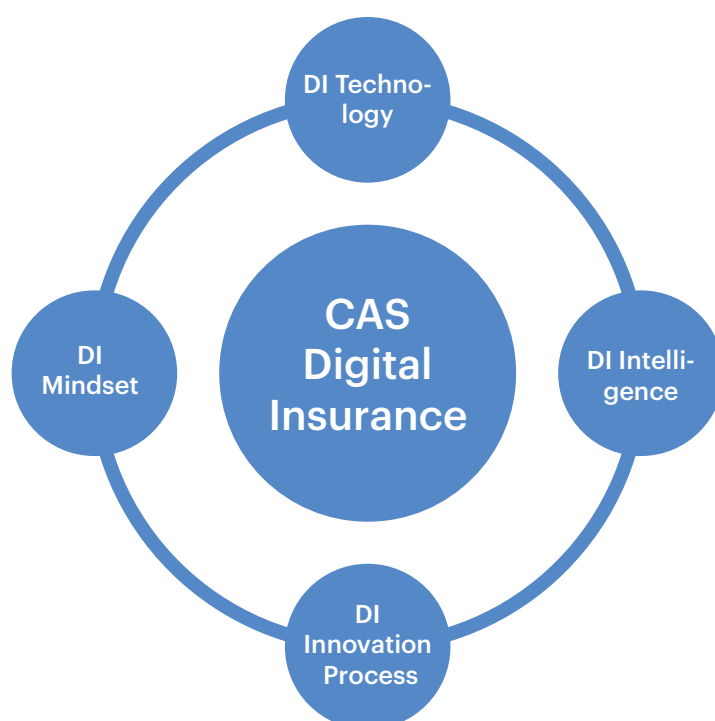 DI Techno-
logy
CAS
Digital
Insurance
DI
Mindset
DI Intelli-
gence
DI
Innovation
Process